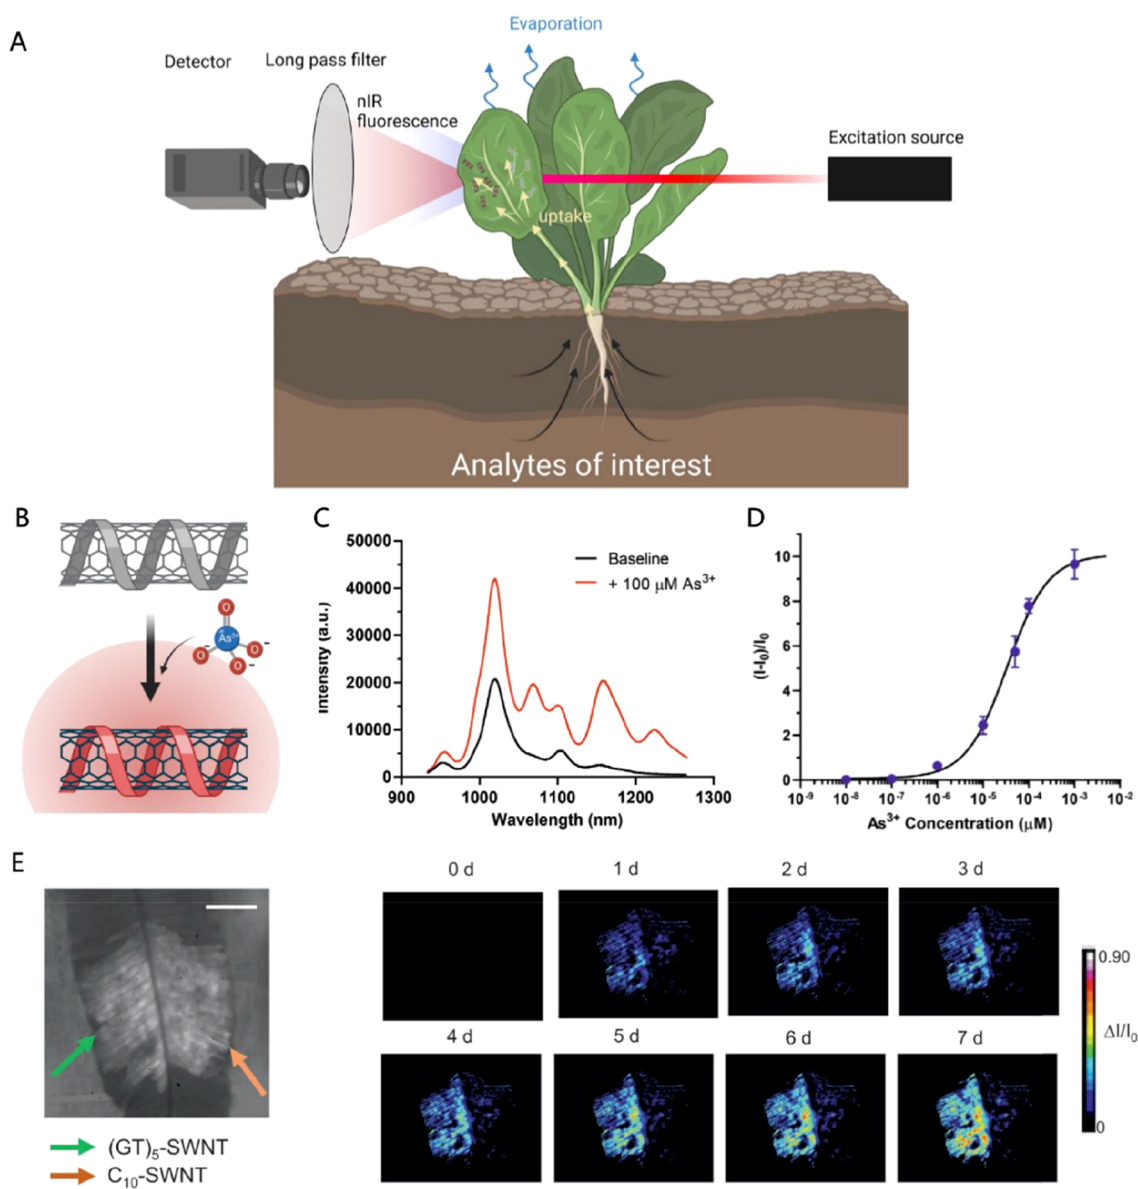 A
Evaporation
Detector
Long pass filter
nIR
fluorescence
Excitation source
uptake
Analytes of interest
B
As³⁺
O
O
O
O
–
–
–
C
50000
40000
30000
20000
10000
0
Intensity (a.u.)
Baseline
+ 100 μM As³⁺
900
1000
1100
1200
1300
Wavelength (nm)
D
10
8
6
4
2
0
(I-I₀)/I₀
10⁻⁹
10⁻⁸
10⁻⁷
10⁻⁶
10⁻⁵
10⁻⁴
10⁻³
10⁻²
As³⁺ Concentration (μM)
E
(GT)₅-SWNT
C₁₀-SWNT
0 d
1 d
2 d
3 d
4 d
5 d
6 d
7 d
0.90
ΔI/I₀
0